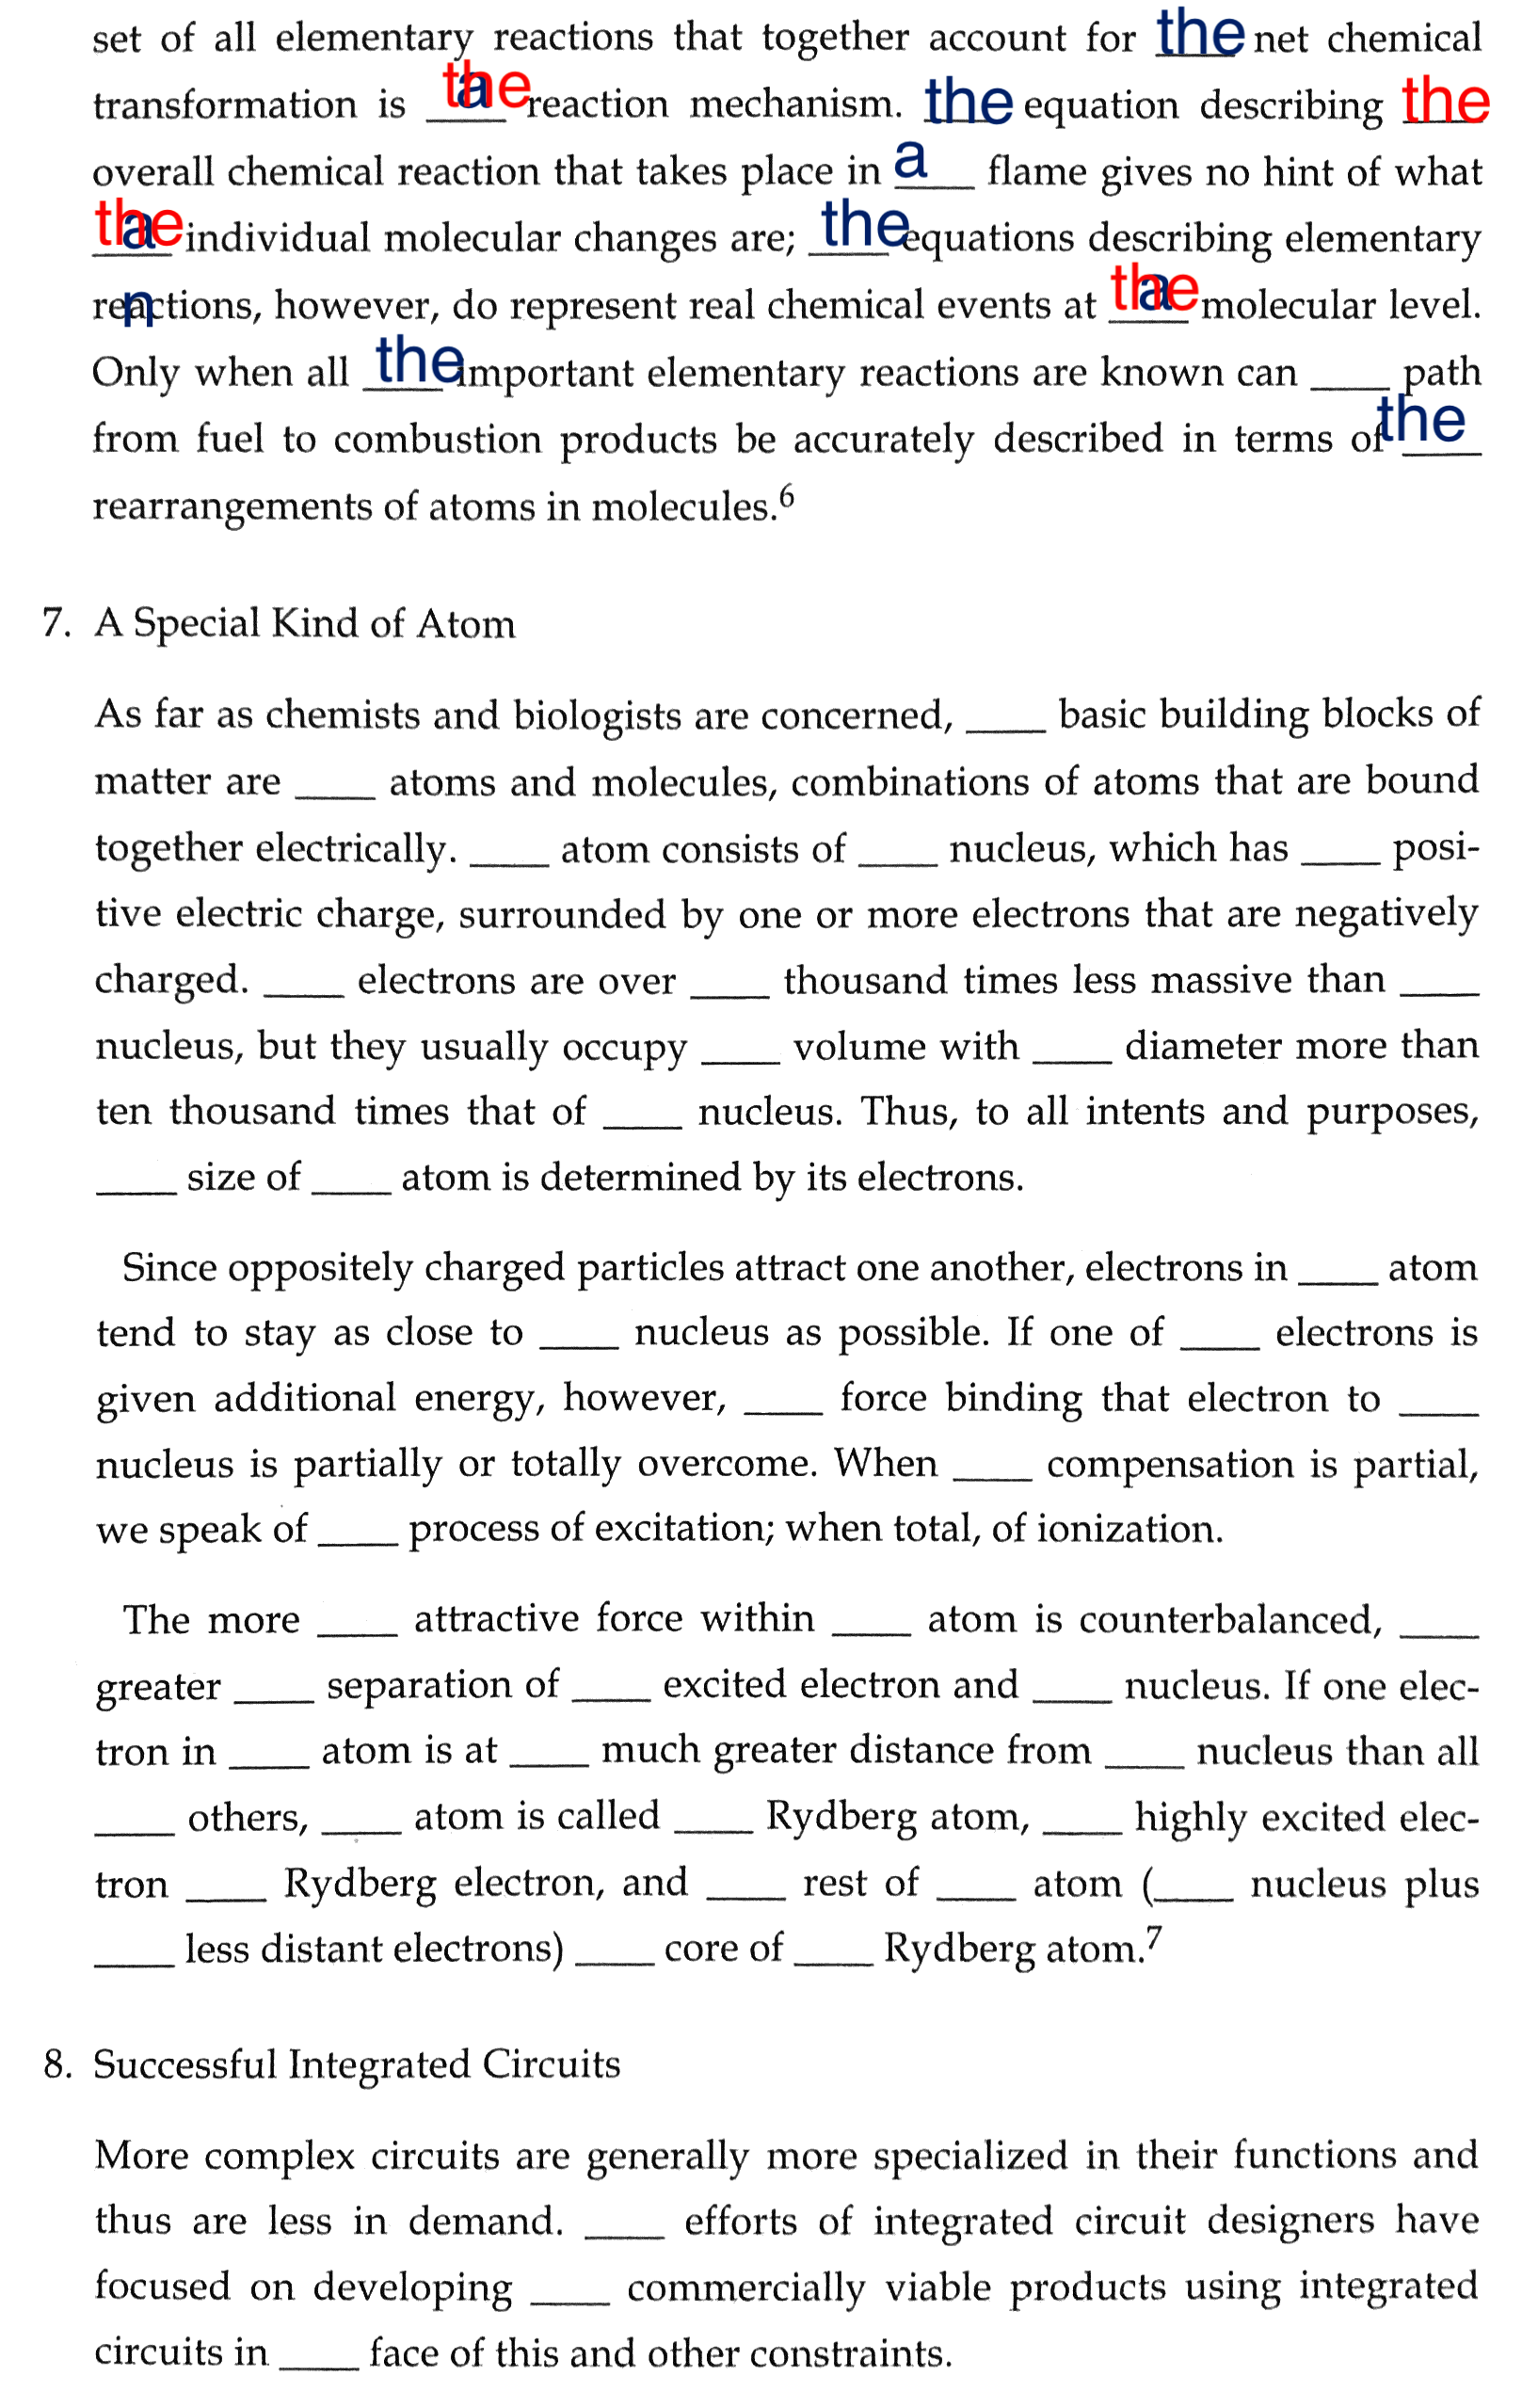 set of all elementary reactions that together account for the net chemical
transformation is the a reaction mechanism. the equation describing the
overall chemical reaction that takes place in a ____ flame gives no hint of what
the a individual molecular changes are; the equations describing elementary
reactions, however, do represent real chemical events at the a molecular level.
n
Only when all the important elementary reactions are known can ____ path
from fuel to combustion products be accurately described in terms of the ____
rearrangements of atoms in molecules.6
7. A Special Kind of Atom
As far as chemists and biologists are concerned, ____ basic building blocks of
matter are ____ atoms and molecules, combinations of atoms that are bound
together electrically. ____ atom consists of ____ nucleus, which has ____ posi-
tive electric charge, surrounded by one or more electrons that are negatively
charged. ____ electrons are over ____ thousand times less massive than ____
nucleus, but they usually occupy ____ volume with ____ diameter more than
ten thousand times that of ____ nucleus. Thus, to all intents and purposes,
____ size of ____ atom is determined by its electrons.
Since oppositely charged particles attract one another, electrons in ____ atom
tend to stay as close to ____ nucleus as possible. If one of ____ electrons is
given additional energy, however, ____ force binding that electron to ____
nucleus is partially or totally overcome. When ____ compensation is partial,
we speak of ____ process of excitation; when total, of ionization.
The more ____ attractive force within ____ atom is counterbalanced, ____
greater ____ separation of ____ excited electron and ____ nucleus. If one elec-
tron in ____ atom is at ____ much greater distance from ____ nucleus than all
____ others, ____ atom is called ____ Rydberg atom, ____ highly excited elec-
tron ____ Rydberg electron, and ____ rest of ____ atom (____ nucleus plus
____ less distant electrons) ____ core of ____ Rydberg atom.7
8. Successful Integrated Circuits
More complex circuits are generally more specialized in their functions and
thus are less in demand. ____ efforts of integrated circuit designers have
focused on developing ____ commercially viable products using integrated
circuits in ____ face of this and other constraints.